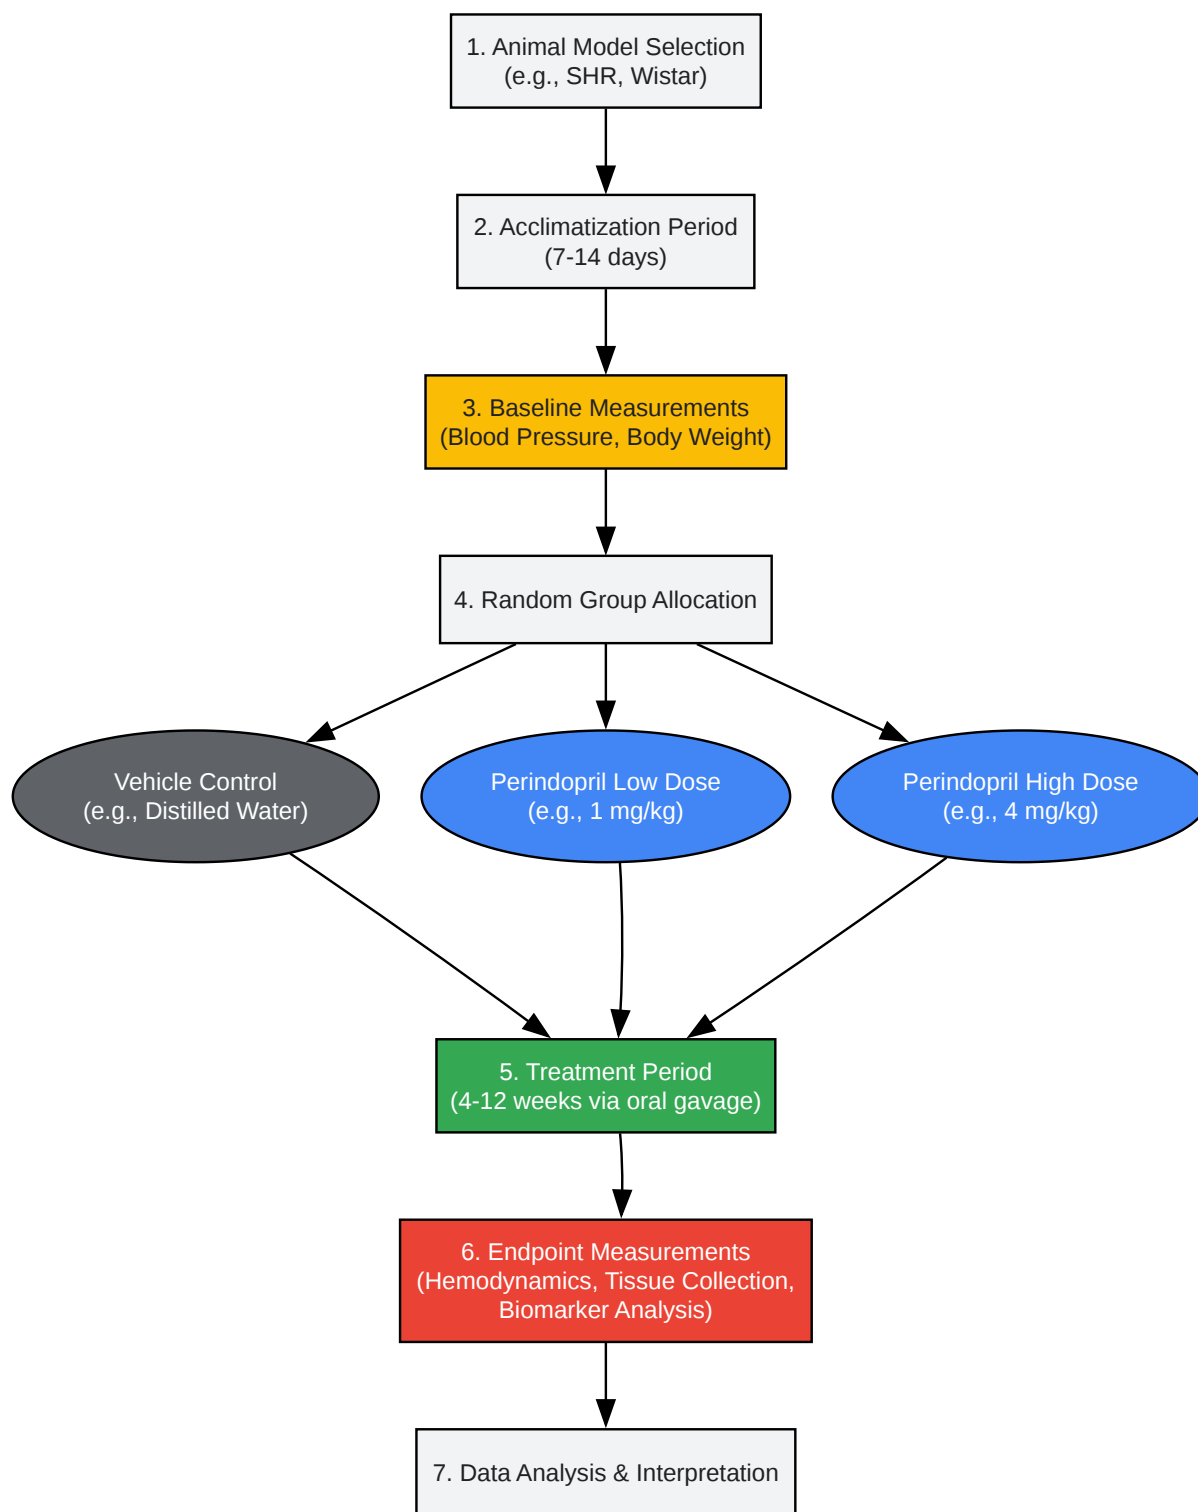 1. Animal Model Selection
(e.g., SHR, Wistar)
2. Acclimatization Period
(7-14 days)
3. Baseline Measurements
(Blood Pressure, Body Weight)
4. Random Group Allocation
Vehicle Control
(e.g., Distilled Water)
Perindopril Low Dose
(e.g., 1 mg/kg)
Perindopril High Dose
(e.g., 4 mg/kg)
5. Treatment Period
(4-12 weeks via oral gavage)
6. Endpoint Measurements
(Hemodynamics, Tissue Collection,
Biomarker Analysis)
7. Data Analysis & Interpretation